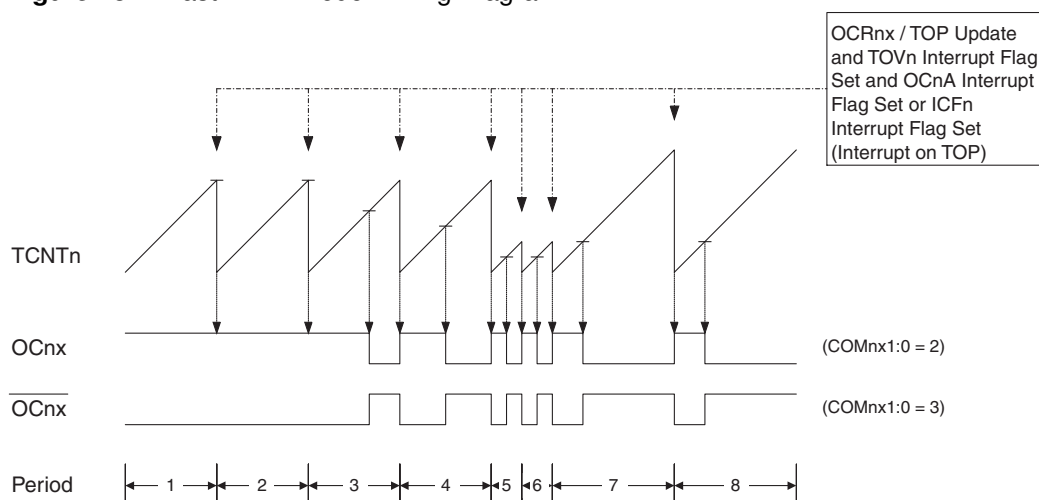 OCRnx / TOP Update
and TOVn Interrupt Flag
Set and OCnA Interrupt
Flag Set or ICFn
Interrupt Flag Set
(Interrupt on TOP)
TCNTn
OCnx
(COMnx1:0 = 2)
OCnx
(COMnx1:0 = 3)
Period
1
2
3
4
5
6
7
8